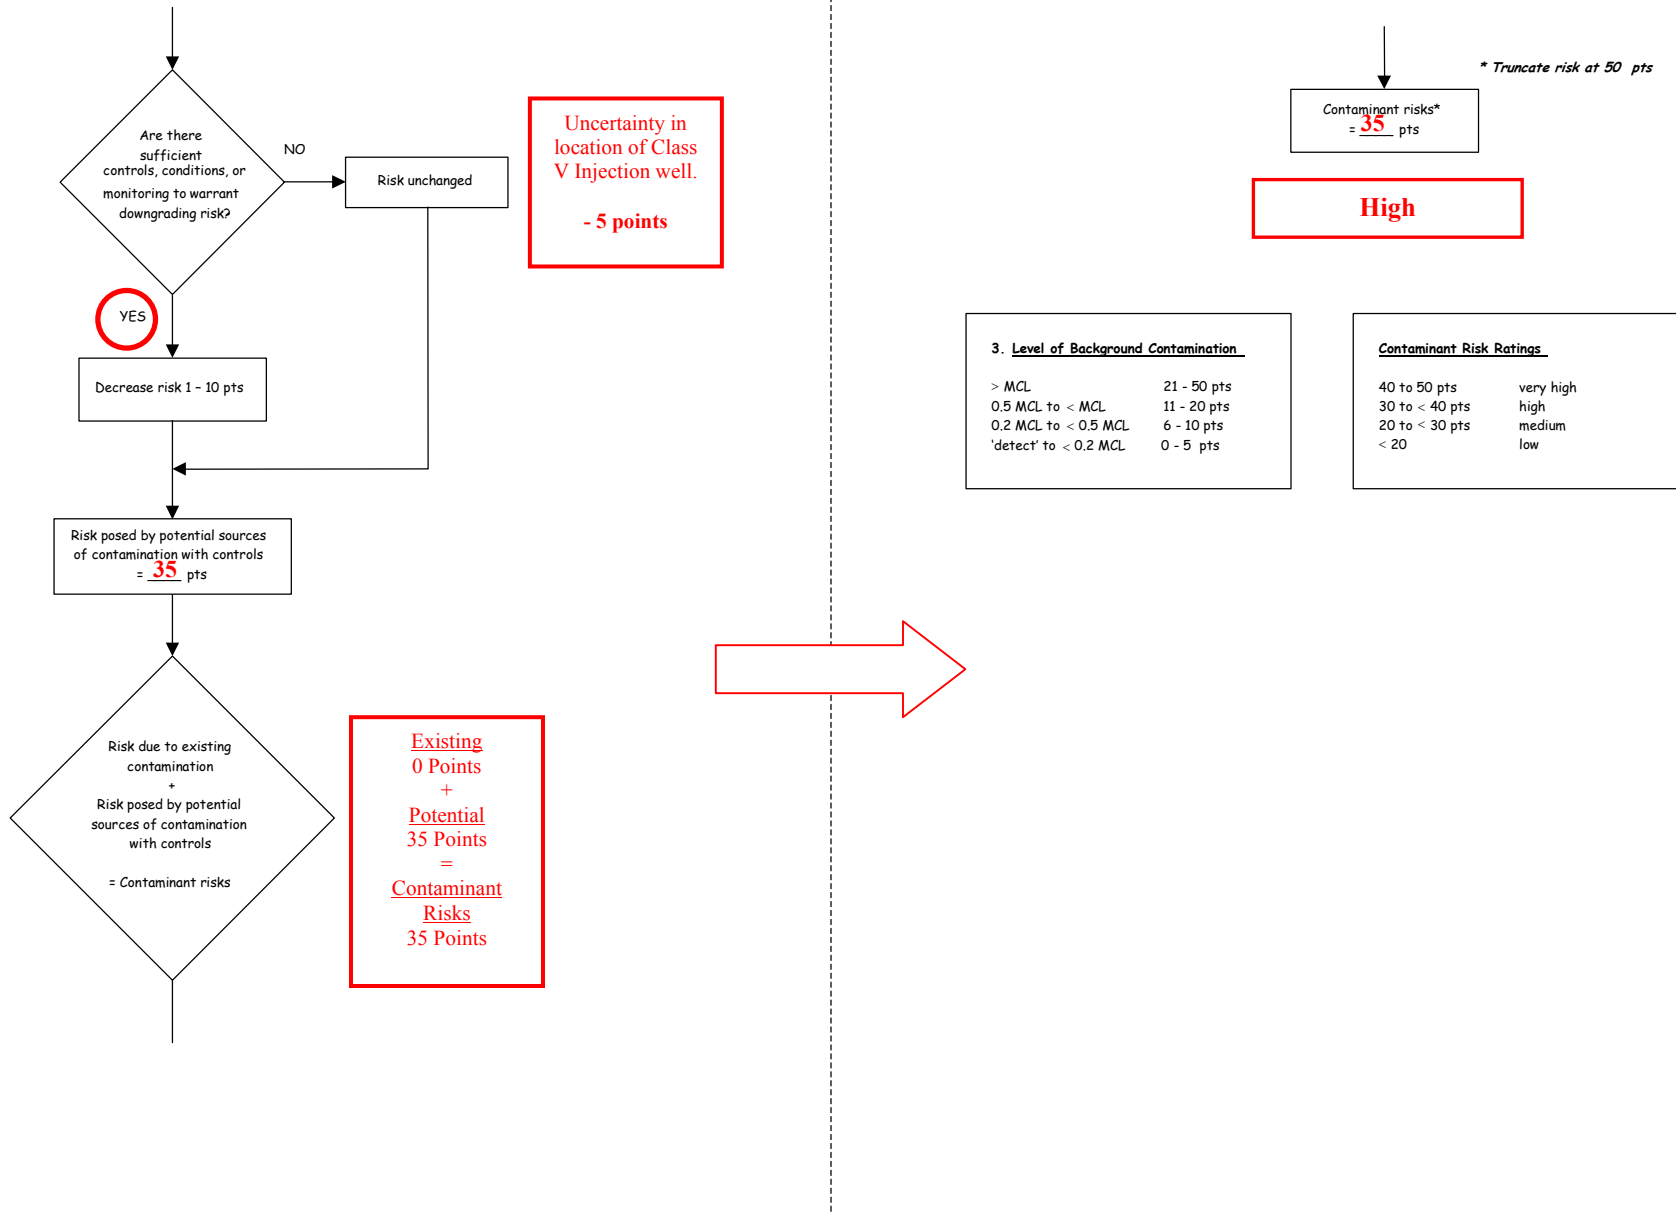 Are there
sufficient
controls, conditions, or
monitoring to warrant
downgrading risk?
NO
Risk unchanged
Uncertainty in
location of Class
V Injection well.
- 5 points
YES
Decrease risk 1 – 10 pts
Risk posed by potential sources
of contamination with controls
= 35 pts
Risk due to existing
contamination
+
Risk posed by potential
sources of contamination
with controls
= Contaminant risks
Existing
0 Points
+
Potential
35 Points
=
Contaminant
Risks
35 Points
* Truncate risk at 50 pts
Contaminant risks*
= 35 pts
High
3. Level of Background Contamination
> MCL 21 - 50 pts
0.5 MCL to < MCL 11 - 20 pts
0.2 MCL to < 0.5 MCL 6 - 10 pts
'detect' to < 0.2 MCL 0 - 5 pts
Contaminant Risk Ratings
40 to 50 pts very high
30 to < 40 pts high
20 to < 30 pts medium
< 20 low